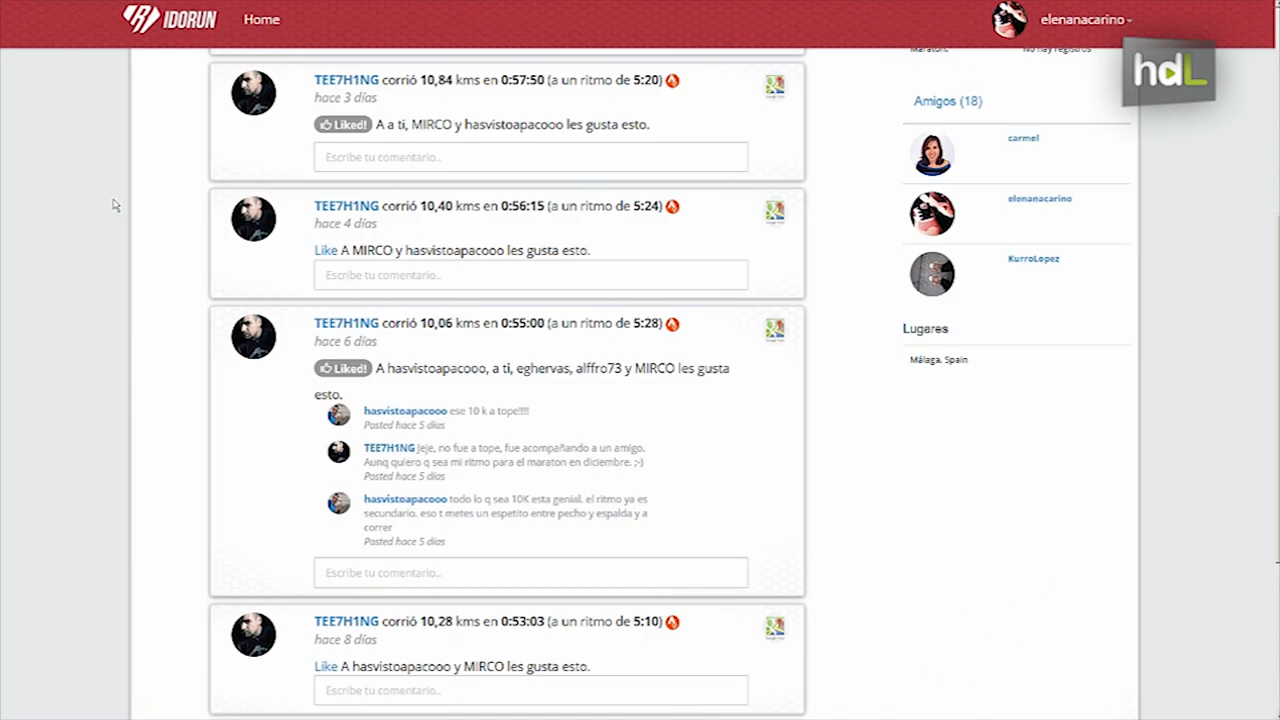 IDORUN
Home
elenanacarino
hdL
Maratón:
No hay registros
TEE7H1NG corrió 10,84 kms en 0:57:50 (a un ritmo de 5:20)
hace 3 días
Liked! A a ti, MIRCO y hasvistoapacooo les gusta esto.
Escribe tu comentario..
TEE7H1NG corrió 10,40 kms en 0:56:15 (a un ritmo de 5:24)
hace 4 días
Like A MIRCO y hasvistoapacooo les gusta esto.
Escribe tu comentario..
TEE7H1NG corrió 10,06 kms en 0:55:00 (a un ritmo de 5:28)
hace 6 días
Liked! A hasvistoapacooo, a ti, eghervas, alffro73 y MIRCO les gusta
esto.
hasvistoapacooo ese 10 k a tope!!!!
Posted hace 5 días
TEE7H1NG Jeje, no fue a tope, fue acompañando a un amigo.
Aunq quiero q sea mi ritmo para el maraton en diciembre. ;-)
Posted hace 5 días
hasvistoapacooo todo lo q sea 10K esta genial. el ritmo ya es
secundario. eso t metes un espetito entre pecho y espalda y a
correr
Posted hace 5 días
Escribe tu comentario..
TEE7H1NG corrió 10,28 kms en 0:53:03 (a un ritmo de 5:10)
hace 8 días
Like A hasvistoapacooo y MIRCO les gusta esto.
Escribe tu comentario..
Amigos (18)
carmel
elenanacarino
KurroLopez
Lugares
Málaga, Spain